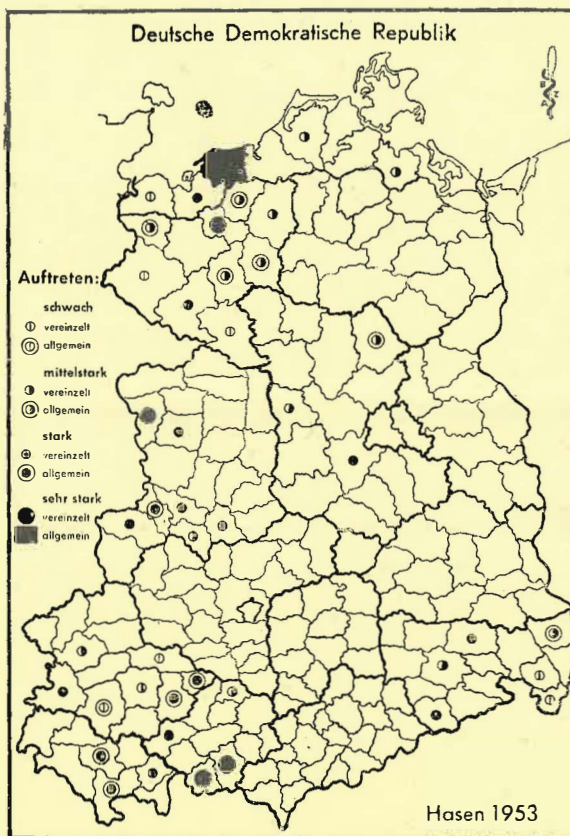 Deutsche Demokratische Republik
Auftreten:
schwach
vereinzelt
allgemein
mittelstark
vereinzelt
allgemein
stark
vereinzelt
allgemein
sehr stark
vereinzelt
allgemein
Hasen 1953